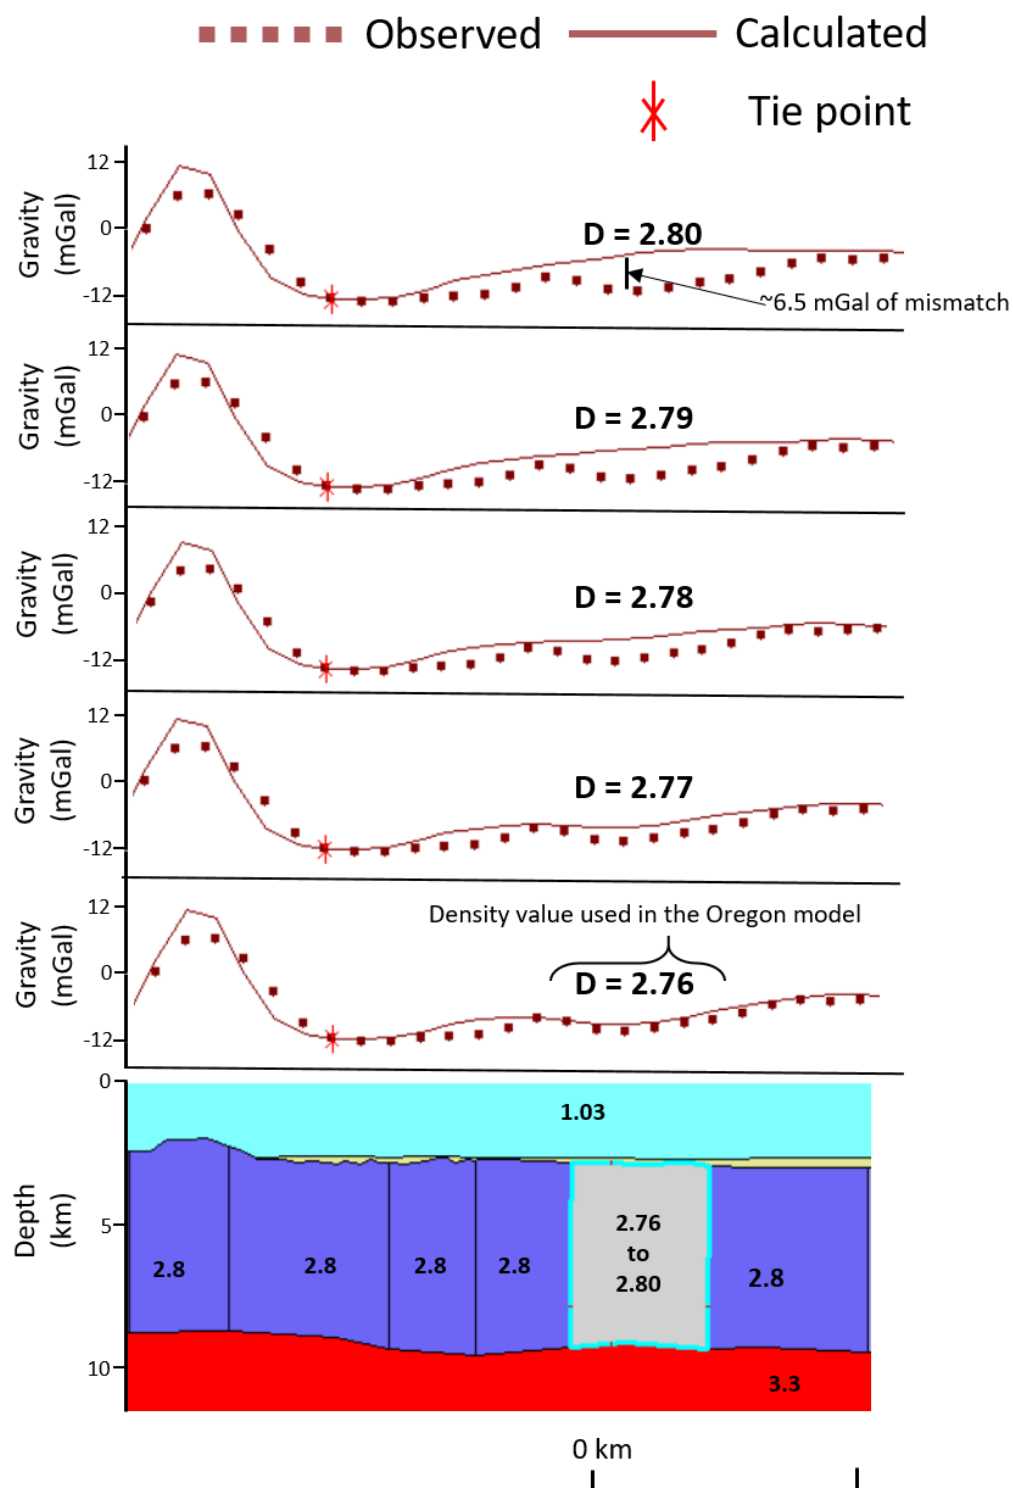 Observed Calculated
Tie point
Gravity
(mGal)
12
0
-12
D = 2.80
~6.5 mGal of mismatch
Gravity
(mGal)
12
0
-12
D = 2.79
Gravity
(mGal)
12
0
-12
D = 2.78
Gravity
(mGal)
12
0
-12
D = 2.77
Gravity
(mGal)
12
0
-12
Density value used in the Oregon model
D = 2.76
Depth
(km)
0
5
10
1.03
2.8
2.8
2.8
2.8
2.76
to
2.80
2.8
3.3
0 km